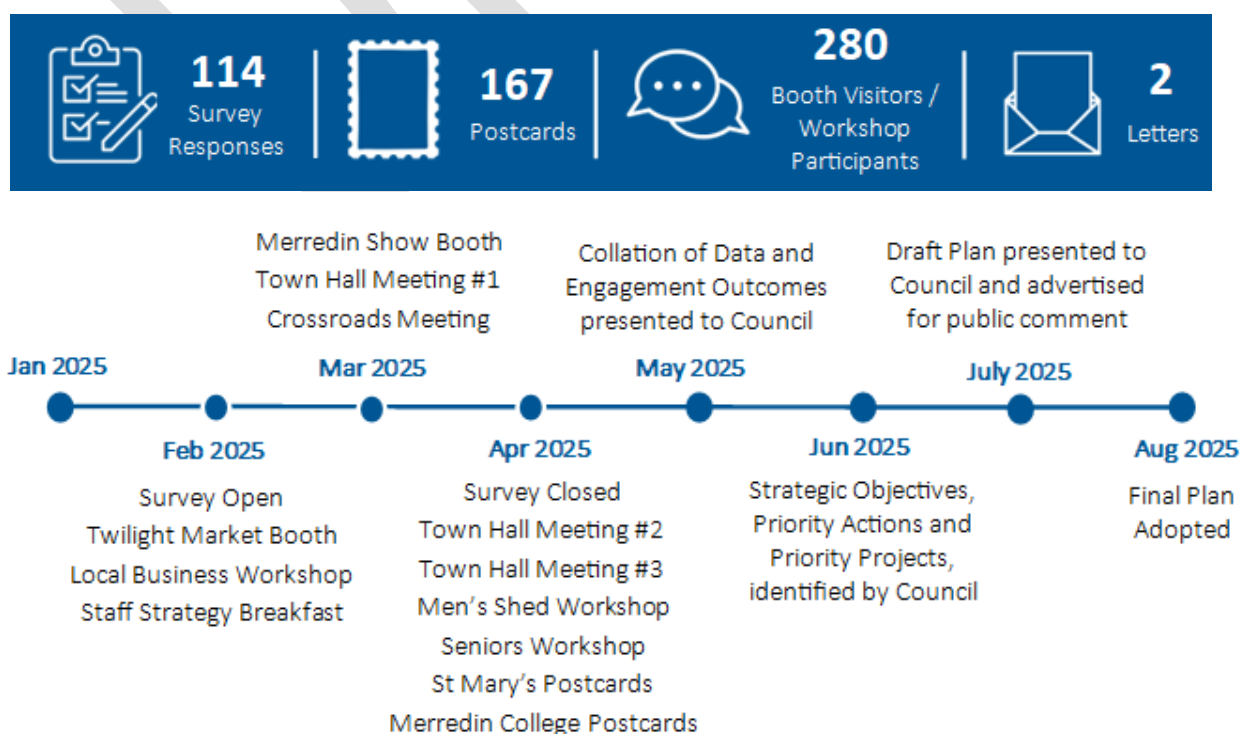 114
Survey
Responses
167
Postcards
280
Booth Visitors /
Workshop
Participants
2
Letters
Jan 2025
Feb 2025
Survey Open
Twilight Market Booth
Local Business Workshop
Staff Strategy Breakfast
Merredin Show Booth
Town Hall Meeting #1
Crossroads Meeting
Mar 2025
Apr 2025
Survey Closed
Town Hall Meeting #2
Town Hall Meeting #3
Men's Shed Workshop
Seniors Workshop
St Mary's Postcards
Merredin College Postcards
Collation of Data and
Engagement Outcomes
presented to Council
May 2025
Jun 2025
Strategic Objectives,
Priority Actions and
Priority Projects,
identified by Council
Draft Plan presented to
Council and advertised
for public comment
July 2025
Aug 2025
Final Plan
Adopted